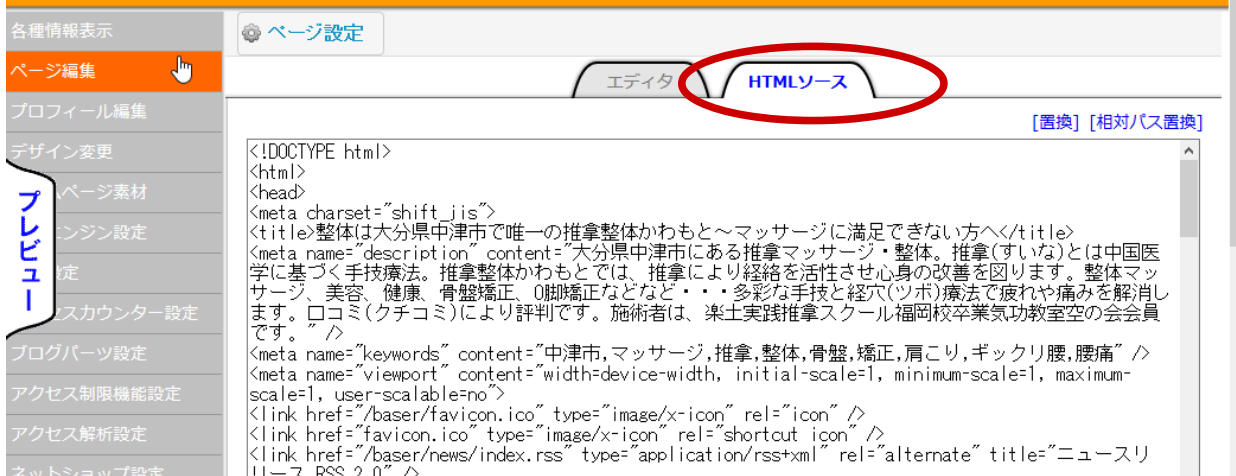 各種情報表示
ページ設定
ページ編集
エディタ
HTMLソース
プロフィール編集
[置換] [相対パス置換]
デザイン変更
ムページ素材
ンジン設定
設定
セスカウンター設定
ブログパーツ設定
アクセス制限機能設定
アクセス解析設定
ネットショップ設定
プレビュー
<!DOCTYPE html>
<html>
<head>
<meta charset="shift_jis">
<title>整体は大分県中津市で唯一の推拿整体かわもと～マッサージに満足できない方へ</title>
<meta name="description" content="大分県中津市にある推拿マッサージ・整体。推拿(すいな)とは中国医
学に基づく手技療法。推拿整体かわもとでは、推拿により経絡を活性させ心身の改善を図ります。整体マッ
サージ、美容、健康、骨盤矯正、O脚矯正などなど・・・多彩な手技と経穴(ツボ)療法で疲れや痛みを解消し
ます。口コミ(クチコミ)により評判です。施術者は、楽土実践推拿スクール福岡校卒業気功教室空の会会員
です。" />
<meta name="keywords" content="中津市,マッサージ,推拿,整体,骨盤,矯正,肩こり,ギックリ腰,腰痛" />
<meta name="viewport" content="width=device-width, initial-scale=1, minimum-scale=1, maximum-
scale=1, user-scalable=no">
<link href="/baser/favicon.ico" type="image/x-icon" rel="icon" />
<link href="favicon.ico" type="image/x-icon" rel="shortcut icon" />
<link href="/baser/news/index.rss" type="application/rss+xml" rel="alternate" title="ニュースリ
リース RSS 2.0" />